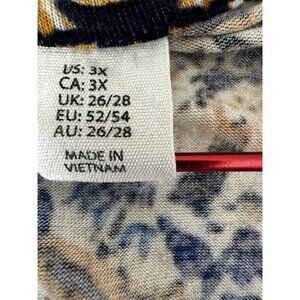 US: 3X
CA: 3X
UK: 26/28
EU: 52/54
AU: 26/28
MADE IN
VIETNAM